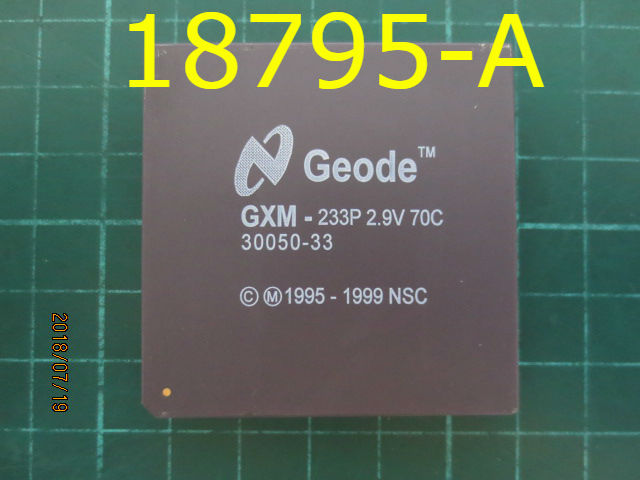 18795-A
Geode™
GXM - 233P 2.9V 70C
30050-33
©Ⓜ1995 - 1999 NSC
2018/07/19